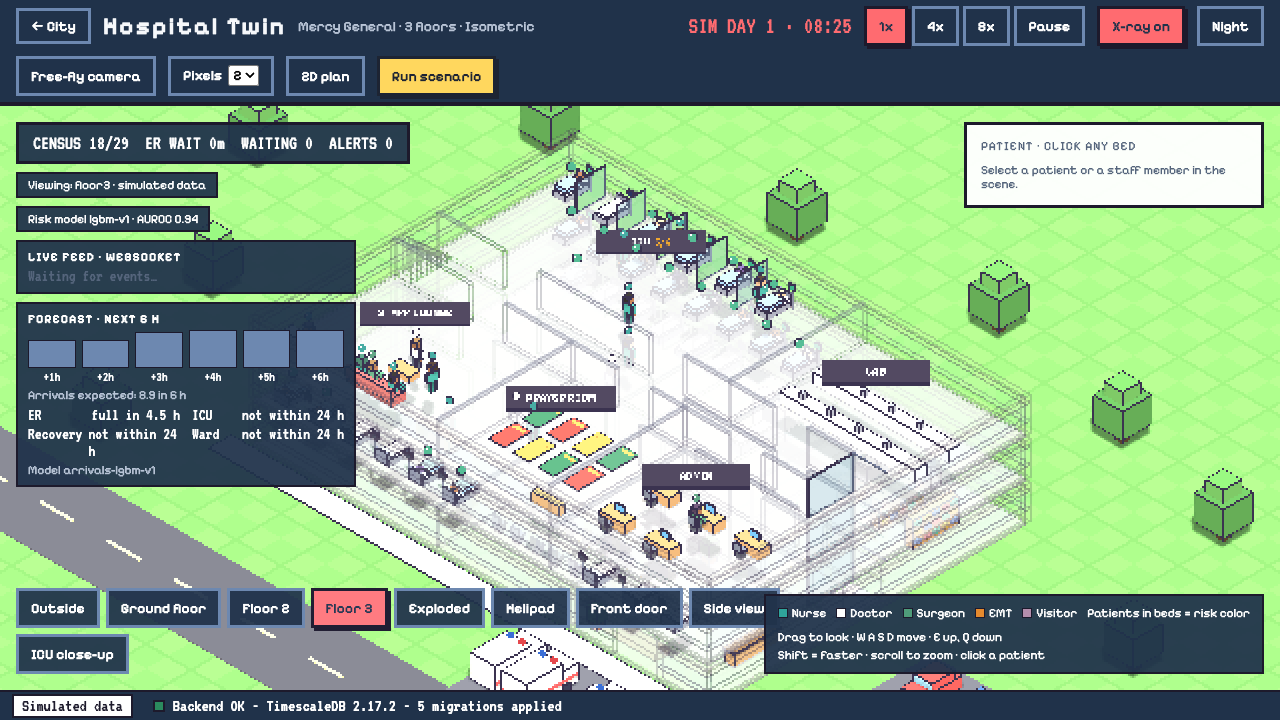 ← City
Hospital Twin
Mercy General · 3 floors · Isometric
SIM DAY 1 · 08:25
1x
4x
8x
Pause
X-ray on
Night
Free-fly camera
Pixels 2
2D plan
Run scenario
CENSUS 18/29 ER WAIT 0m WAITING 0 ALERTS 0
Viewing: floor 3 · simulated data
Risk model lgbm-v1 · AUROC 0.94
LIVE FEED · WEBSOCKET
Waiting for events…
FORECAST · NEXT 6 H
+1h +2h +3h +4h +5h +6h
Arrivals expected: 8.9 in 6 h
ER full in 4.5 h ICU not within 24 h
Recovery not within 24 h Ward not within 24 h
Model arrivals-lgbm-v1
PATIENT · CLICK ANY BED
Select a patient or a staff member in the
scene.
LAB
ADMIN
Outside
Ground floor
Floor 2
Floor 3
Exploded
Helipad
Front door
Side view
ICU close-up
Nurse Doctor Surgeon EMT Visitor Patients in beds = risk color
Drag to look · W A S D move · E up, Q down
Shift = faster · scroll to zoom · click a patient
Simulated data
Backend OK - TimescaleDB 2.17.2 - 5 migrations applied